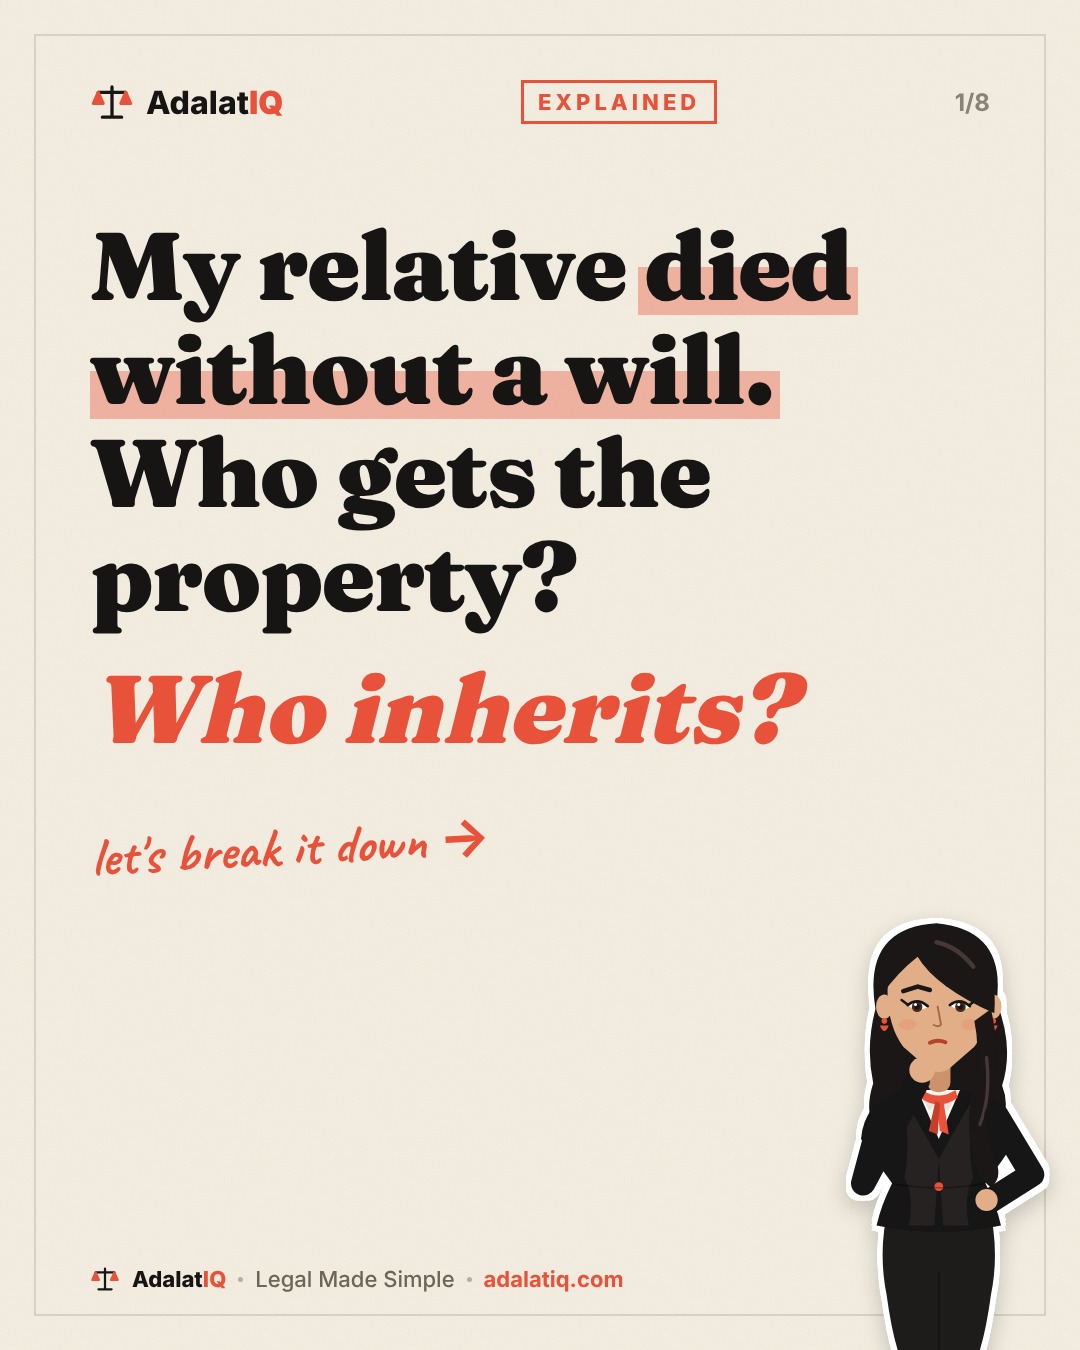 AdalatIQ
EXPLAINED
1/8
My relative died
without a will.
Who gets the
property?
Who inherits?
let's break it down →
AdalatIQ • Legal Made Simple • adalatiq.com